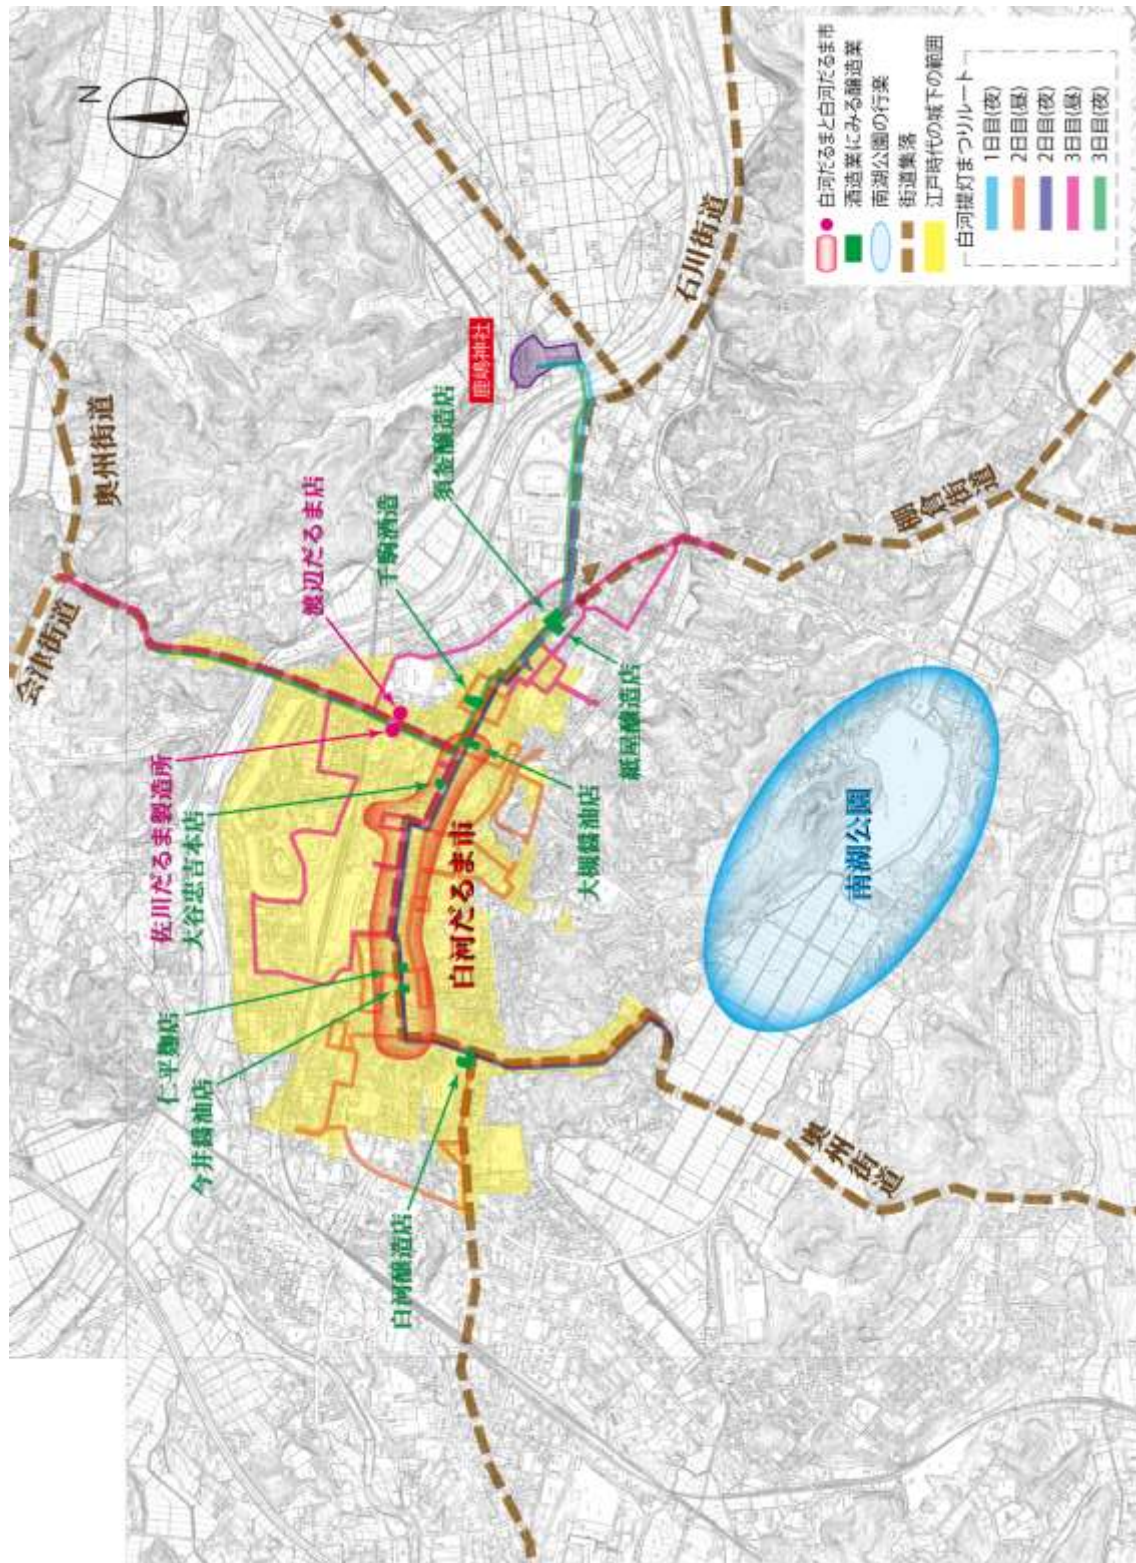 N
白河だるまと白河だるま市
酒造業にみる醸造業
南湖公園の行楽
街道集落
江戸時代の城下の範囲
白河提灯まつりルート
1日目(夜)
2日目(昼)
2日目(夜)
3日目(昼)
3日目(夜)
会津街道
奥州街道
石川街道
棚倉街道
奥州街道
鹿嶋神社
渡辺だるま店
佐川だるま製造所
千駒酒造
須釜醸造店
大谷忠吉本店
仁平麹店
今井醤油店
白河醸造店
大槻醤油店
紙屋醸造店
白河だるま市
南湖公園